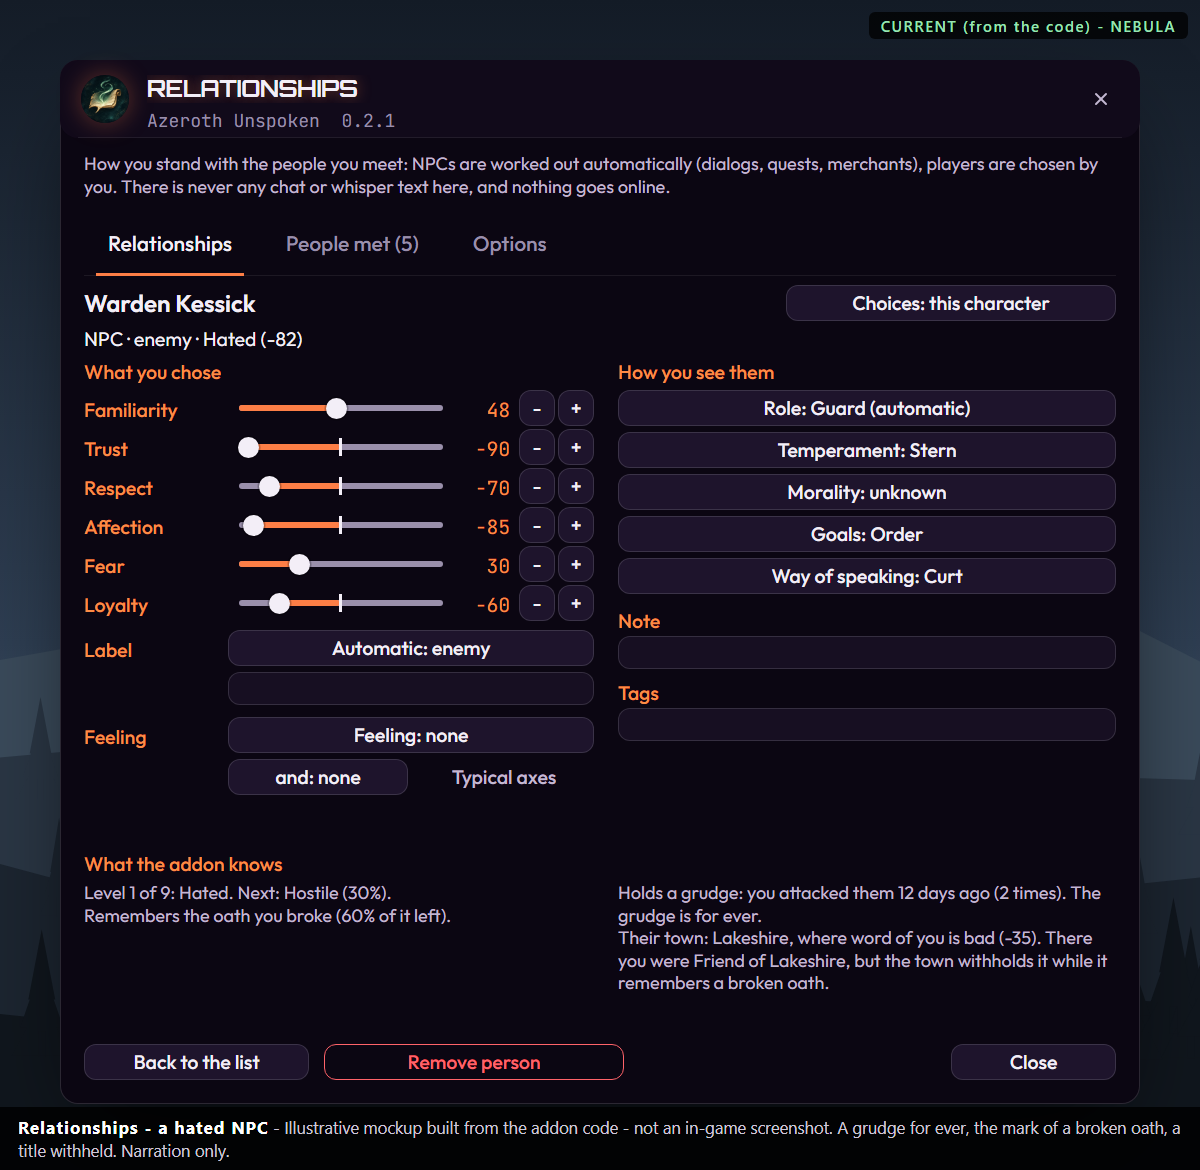 CURRENT (from the code) - NEBULA
RELATIONSHIPS
Azeroth Unspoken 0.2.1
×
How you stand with the people you meet: NPCs are worked out automatically (dialogs, quests, merchants), players are chosen by
you. There is never any chat or whisper text here, and nothing goes online.
Relationships People met (5) Options
Warden Kessick
Choices: this character
NPC · enemy · Hated (-82)
What you chose
Familiarity 48 - +
Trust -90 - +
Respect -70 - +
Affection -85 - +
Fear 30 - +
Loyalty -60 - +
Label Automatic: enemy
Feeling Feeling: none
and: none Typical axes
How you see them
Role: Guard (automatic)
Temperament: Stern
Morality: unknown
Goals: Order
Way of speaking: Curt
Note
Tags
What the addon knows
Level 1 of 9: Hated. Next: Hostile (30%).
Remembers the oath you broke (60% of it left).
Holds a grudge: you attacked them 12 days ago (2 times). The
grudge is for ever.
Their town: Lakeshire, where word of you is bad (-35). There
you were Friend of Lakeshire, but the town withholds it while it
remembers a broken oath.
Back to the list Remove person Close
Relationships - a hated NPC - Illustrative mockup built from the addon code - not an in-game screenshot. A grudge for ever, the mark of a broken oath, a
title withheld. Narration only.